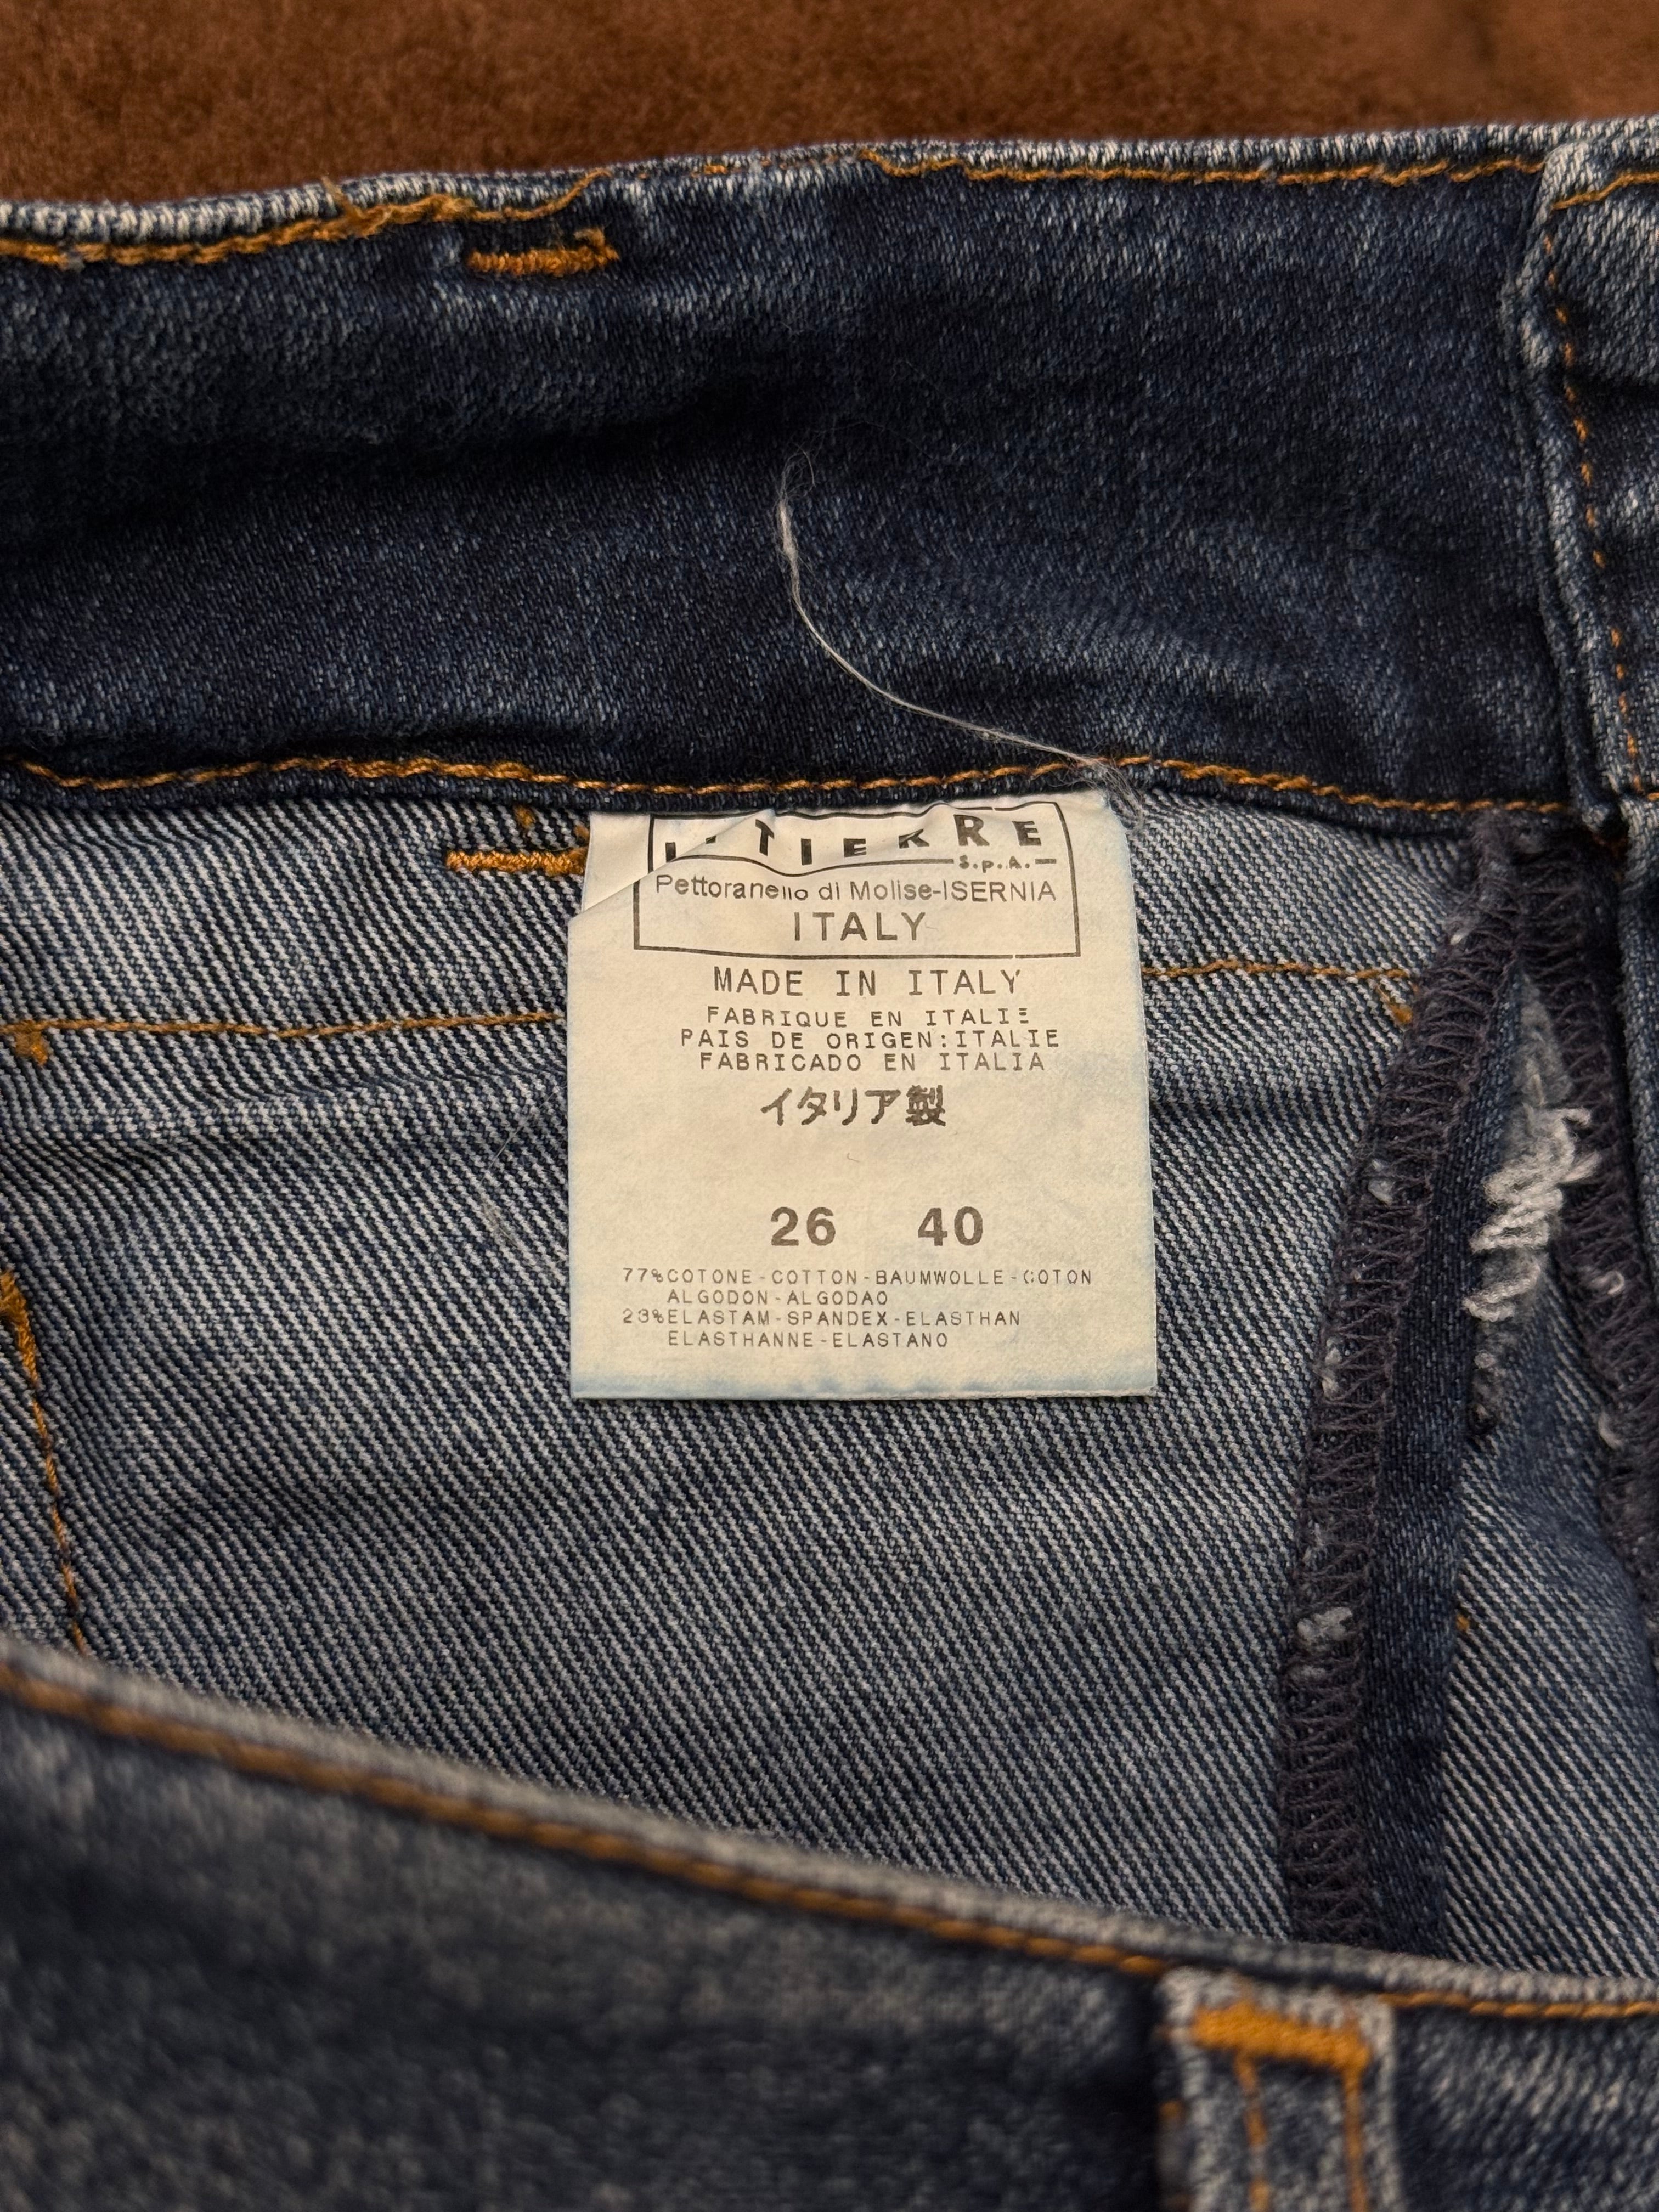 ITTIERRE
S.p.A.
Pettoranello di Molise-ISERNIA
ITALY
MADE IN ITALY
FABRIQUE EN ITALIE
PAIS DE ORIGEN:ITALIE
FABRICADO EN ITALIA
イタリア製
26 40
77%COTONE-COTTON-BAUMWOLLE-COTON
ALGODON-ALGODAO
23%ELASTAM-SPANDEX-ELASTHAN
ELASTHANNE-ELASTANO